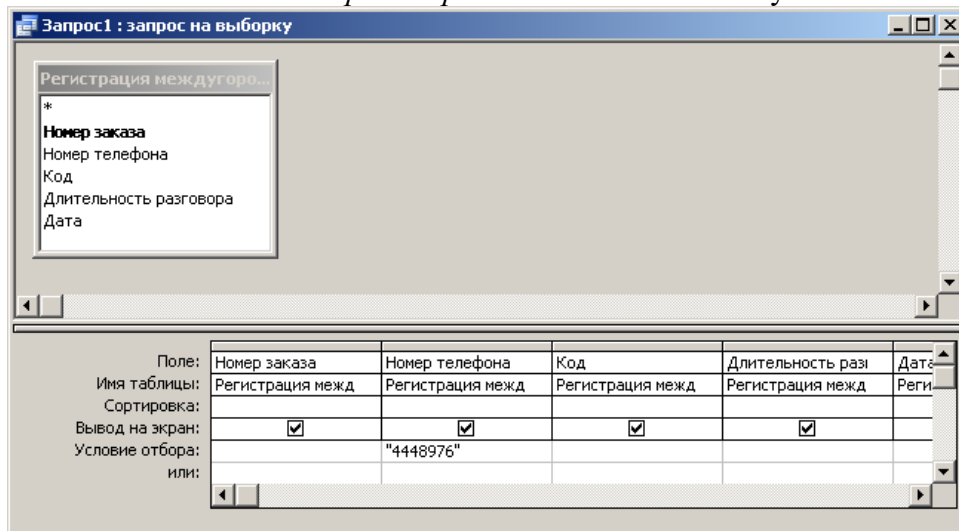 Запрос1 : запрос на выборку
Регистрация междугоро...
*
Номер заказа
Номер телефона
Код
Длительность разговора
Дата
Поле: Номер заказа Номер телефона Код Длительность разг Дата
Имя таблицы: Регистрация межд Регистрация межд Регистрация межд Регистрация межд Реги
Сортировка:
Вывод на экран:
Условие отбора: "4448976"
или: